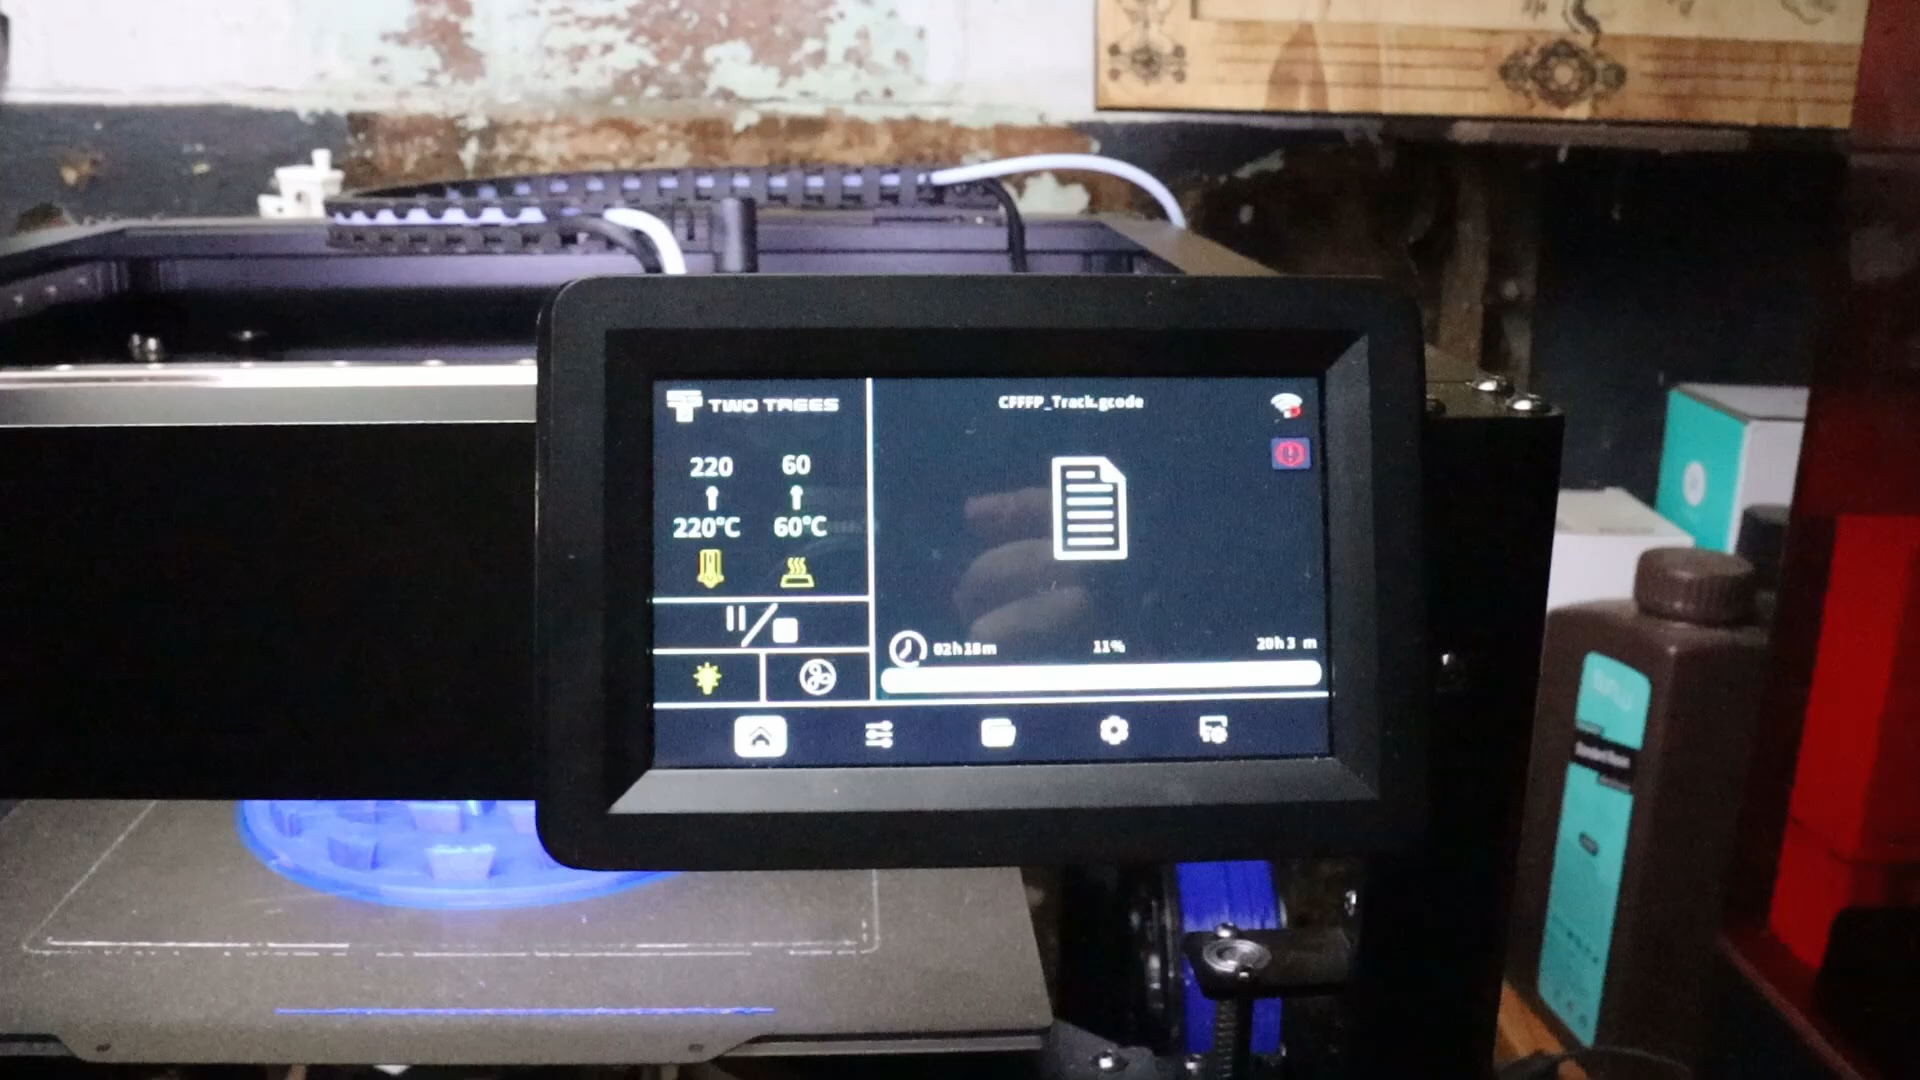 TWO TREES
CFFFP_Track.gcode
220 60
220°C 60°C
02h18m 11% 20h3 m